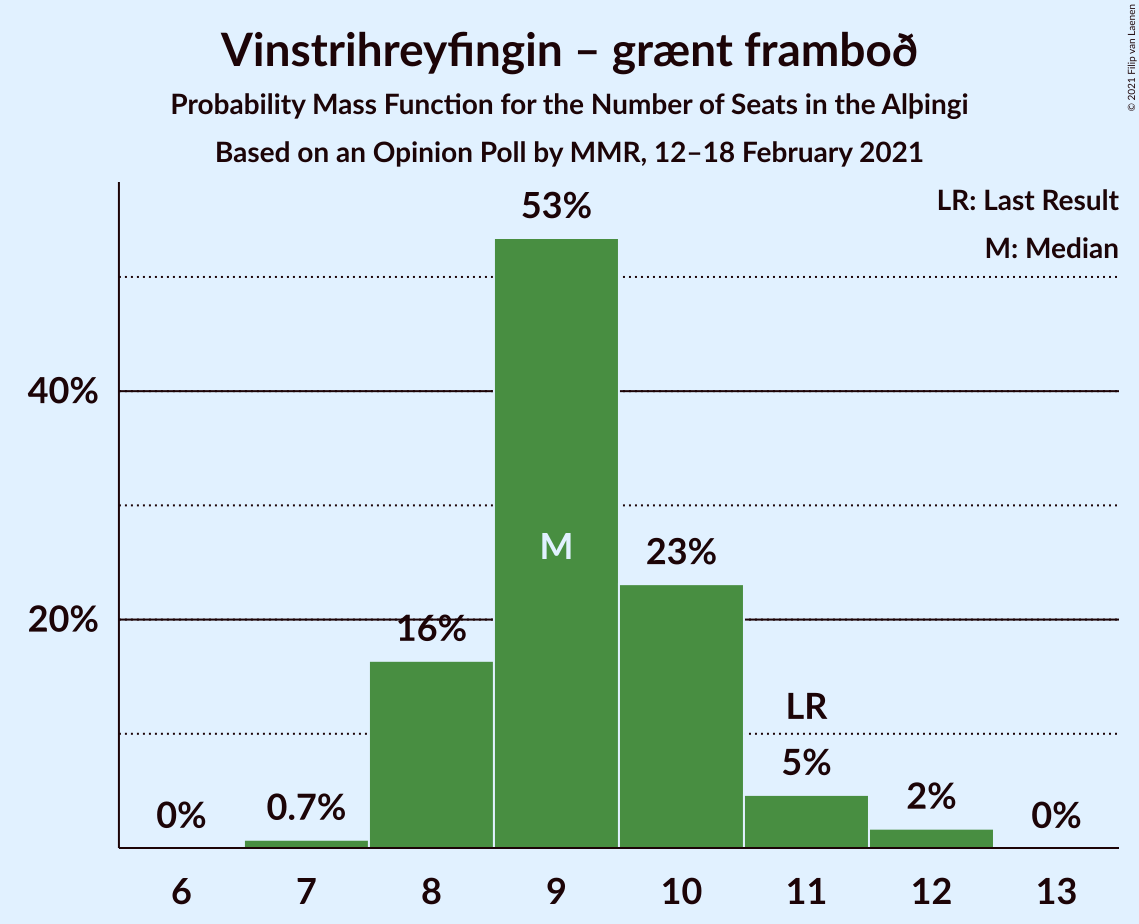 Vinstrihreyfingin – grænt framboð
Probability Mass Function for the Number of Seats in the Alþingi
Based on an Opinion Poll by MMR, 12–18 February 2021
© 2021 Filip van Laenen
LR: Last Result
M: Median
53%
40%
M
23%
20%
16%
LR
5%
2%
0%
0.7%
0%
6 7 8 9 10 11 12 13